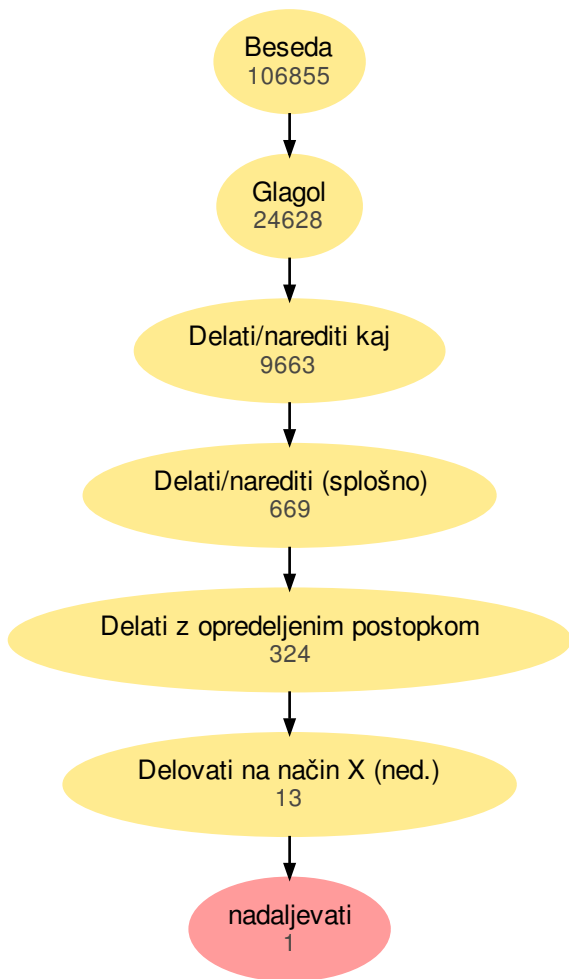 Beseda
106855
Glagol
24628
Delati/narediti kaj
9663
Delati/narediti (splošno)
669
Delati z opredeljenim postopkom
324
Delovati na način X (ned.)
13
nadaljevati
1